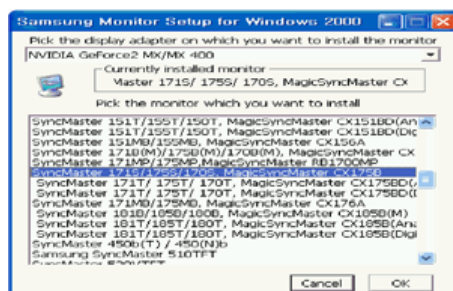 Samsung Monitor Setup for Windows 2000
Pick the display adapter on which you want to install the monitor
NVIDIA GeForce2 MX/MX 400
Currently installed monitor
Master 171S/ 175S/ 170S, MagicSyncMaster CX
Pick the monitor which you want to install
SyncMaster 151T/155T/150T, MagicSyncMaster CX151BD(An
SyncMaster 151T/155T/150T, MagicSyncMaster CX151BD(Dig
SyncMaster 151MB/155MB, MagicSyncMaster CX156A
SyncMaster 171B(M)/175B(M)/170B(M), MagicSyncMaster CX
SyncMaster 171MP/175MP,MagicSyncMaster RB1700MP
SyncMaster 171S/175S/170S, MagicSyncMaster CX175B
SyncMaster 171T/ 175T/ 170T, MagicSyncMaster CX175BD(
SyncMaster 171T/ 175T/ 170T, MagicSyncMaster CX175BD(
SyncMaster 171MB/175MB, MagicSyncMaster CX176A
SyncMaster 181B/185B/180B, MagicSyncMaster CX185B(M)
SyncMaster 181T/185T/180T, MagicSyncMaster CX185B(Ana
SyncMaster 181T/185T/180T, MagicSyncMaster CX185B(Digi
SyncMaster 450b(T) / 450(N)b
Samsung SyncMaster 510TFT
Cancel OK